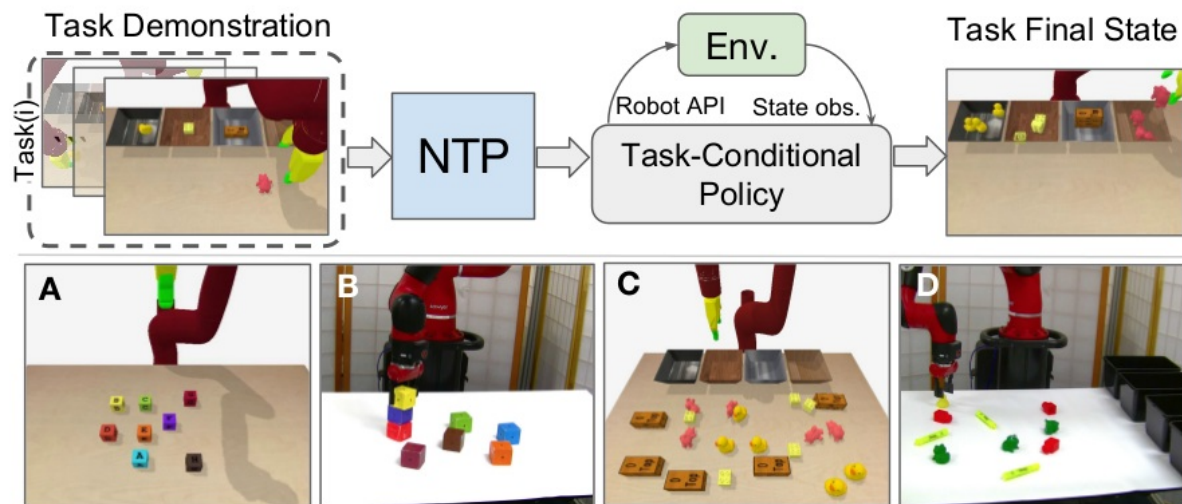 Task Demonstration
Task(i)
NTP
Env.
Robot API
State obs.
Task-Conditional
Policy
Task Final State
A
B
C
D